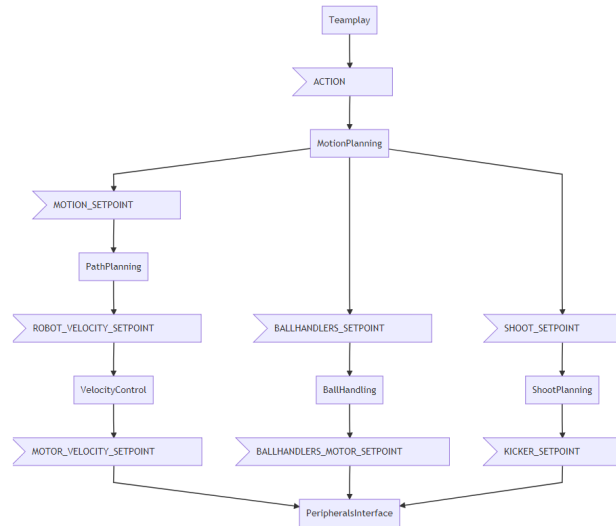 Teamplay
ACTION
MotionPlanning
MOTION_SETPOINT
PathPlanning
ROBOT_VELOCITY_SETPOINT
BALLHANDLERS_SETPOINT
SHOOT_SETPOINT
VelocityControl
BallHandling
ShootPlanning
MOTOR_VELOCITY_SETPOINT
BALLHANDLERS_MOTOR_SETPOINT
KICKER_SETPOINT
PeripheralsInterface